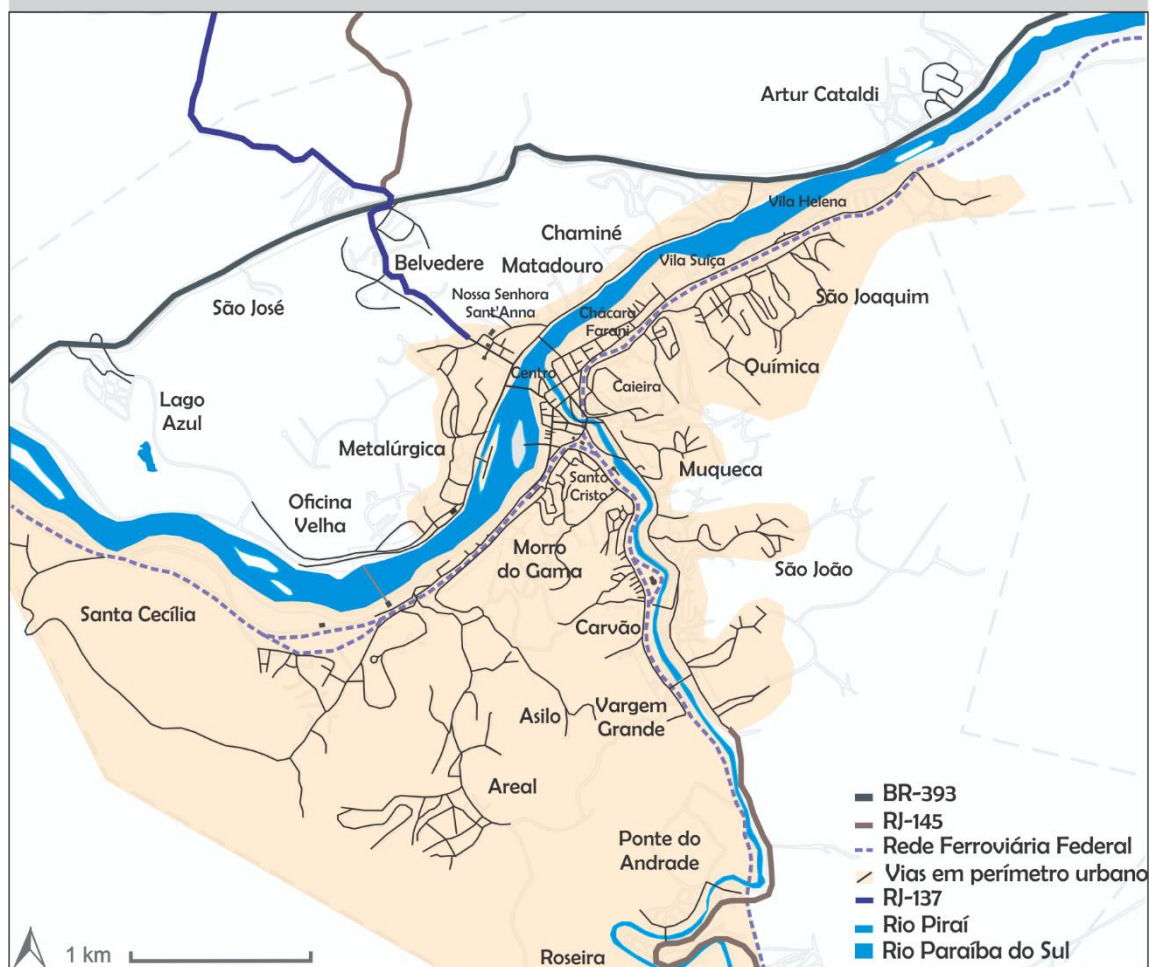 Artur Cataldi
Vila Helena
Chaminé
Belvedere
Matadouro
Vila Suíça
São José
Nossa Senhora
Sant'Anna
São Joaquim
Chácara
Farani
Química
Centro
Caieira
Lago
Azul
Metalúrgica
Muqueca
Santo
Cristo
Oficina
Velha
Morro
do Gama
São João
Santa Cecília
Carvão
Asilo
Vargem
Grande
Areal
Ponte do
Andrade
Roseira
BR-393
RJ-145
Rede Ferroviária Federal
Vias em perímetro urbano
RJ-137
Rio Piraí
Rio Paraíba do Sul
1 km